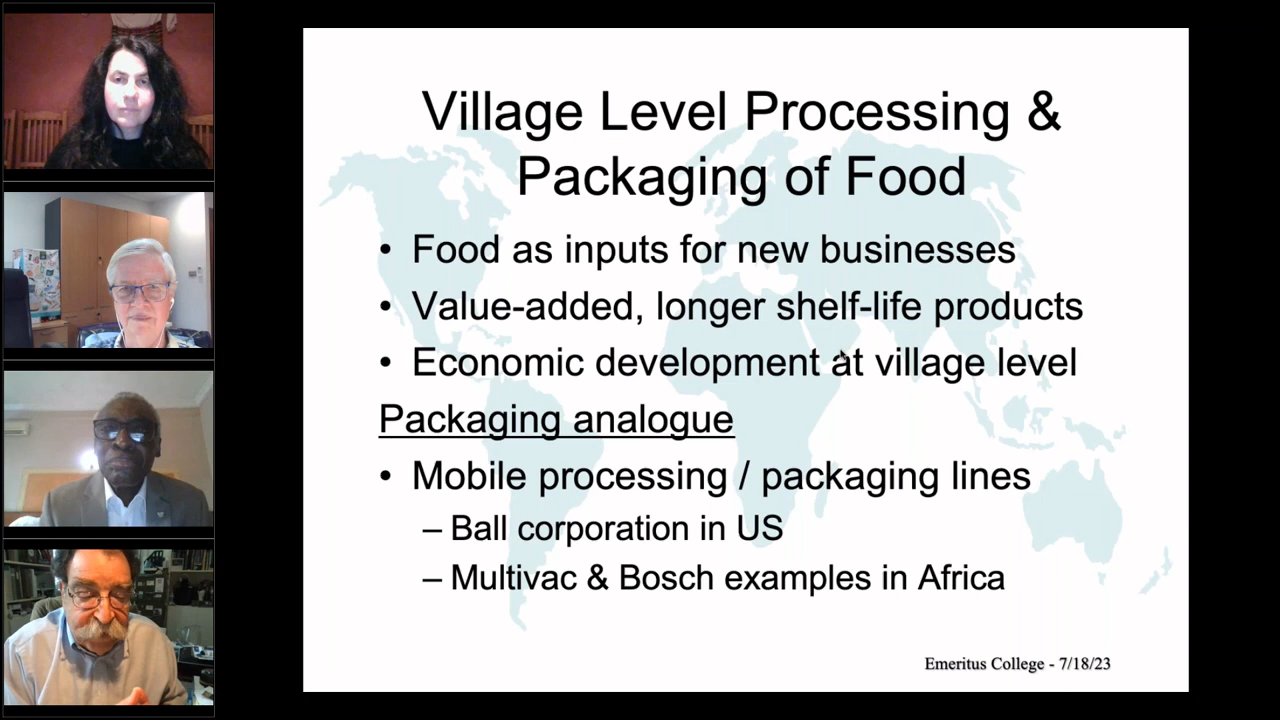 Village Level Processing &
Packaging of Food
• Food as inputs for new businesses
• Value-added, longer shelf-life products
• Economic development at village level
Packaging analogue
• Mobile processing / packaging lines
– Ball corporation in US
– Multivac & Bosch examples in Africa
Emeritus College - 7/18/23